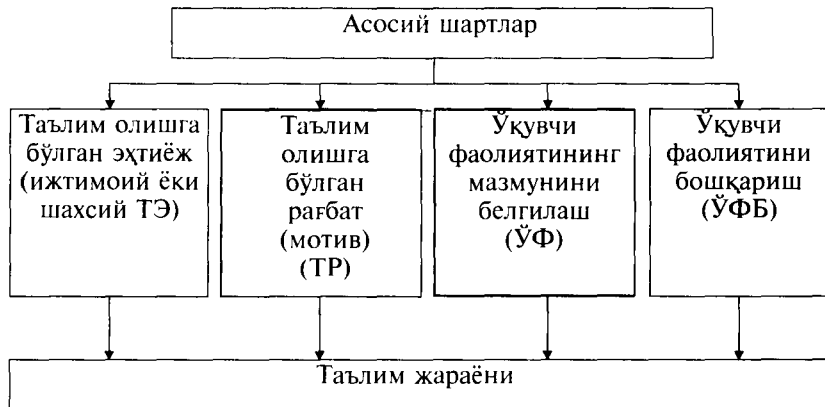 Асосий шартлар
Таълим олишга
бўлган эҳтиёж
(ижтимоий ёки
шахсий ТЭ)
Таълим
олишга
бўлган
рағбат
(мотив)
(ТР)
Ўқувчи
фаолиятининг
мазмунини
белгилаш
(ЎФ)
Ўқувчи
фаолиятини
бошқариш
(ЎФБ)
Таълим жараёни